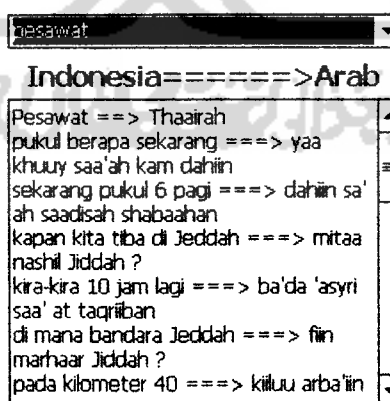 pesawat
Indonesia======>Arab
Pesawat ==> Thaairah
pukul berapa sekarang ===> yaa
khuuy saa'ah kam dahiin
sekarang pukul 6 pagi ===> dahiin sa'
ah saadisah shabaahan
kapan kita tiba di Jeddah ===> mitaa
nashil Jiddah ?
kira-kira 10 jam lagi ===> ba'da 'asyri
saa' at taqriiban
di mana bandara Jeddah ===> fiin
marhaar Jiddah ?
pada kilometer 40 ===> kiiluu arba'iin